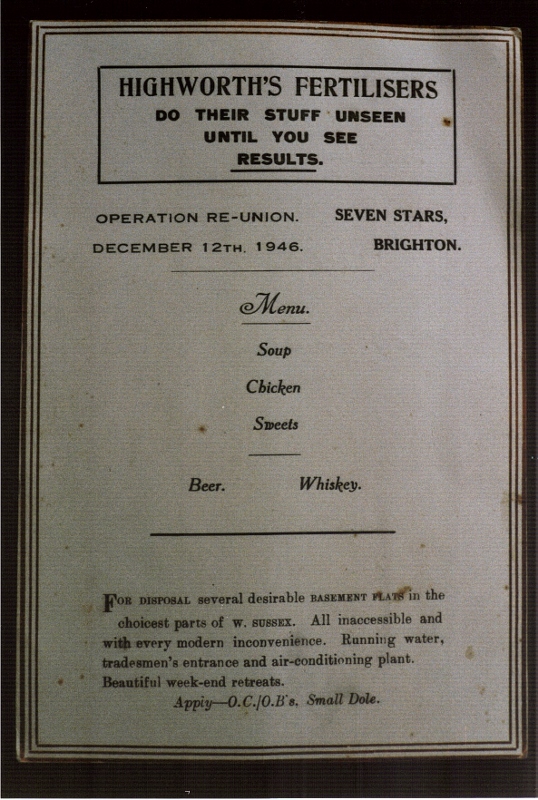 HIGHWORTH'S FERTILISERS
DO THEIR STUFF UNSEEN
UNTIL YOU SEE
RESULTS.
OPERATION RE-UNION. SEVEN STARS,
DECEMBER 12TH, 1946. BRIGHTON.
Menu.
Soup
Chicken
Sweets
Beer. Whiskey.
FOR DISPOSAL several desirable BASEMENT FLATS in the
choicest parts of W. SUSSEX. All inaccessible and
with every modern inconvenience. Running water,
tradesmen's entrance and air-conditioning plant.
Beautiful week-end retreats.
Apply—O.C./O.B's, Small Dole.